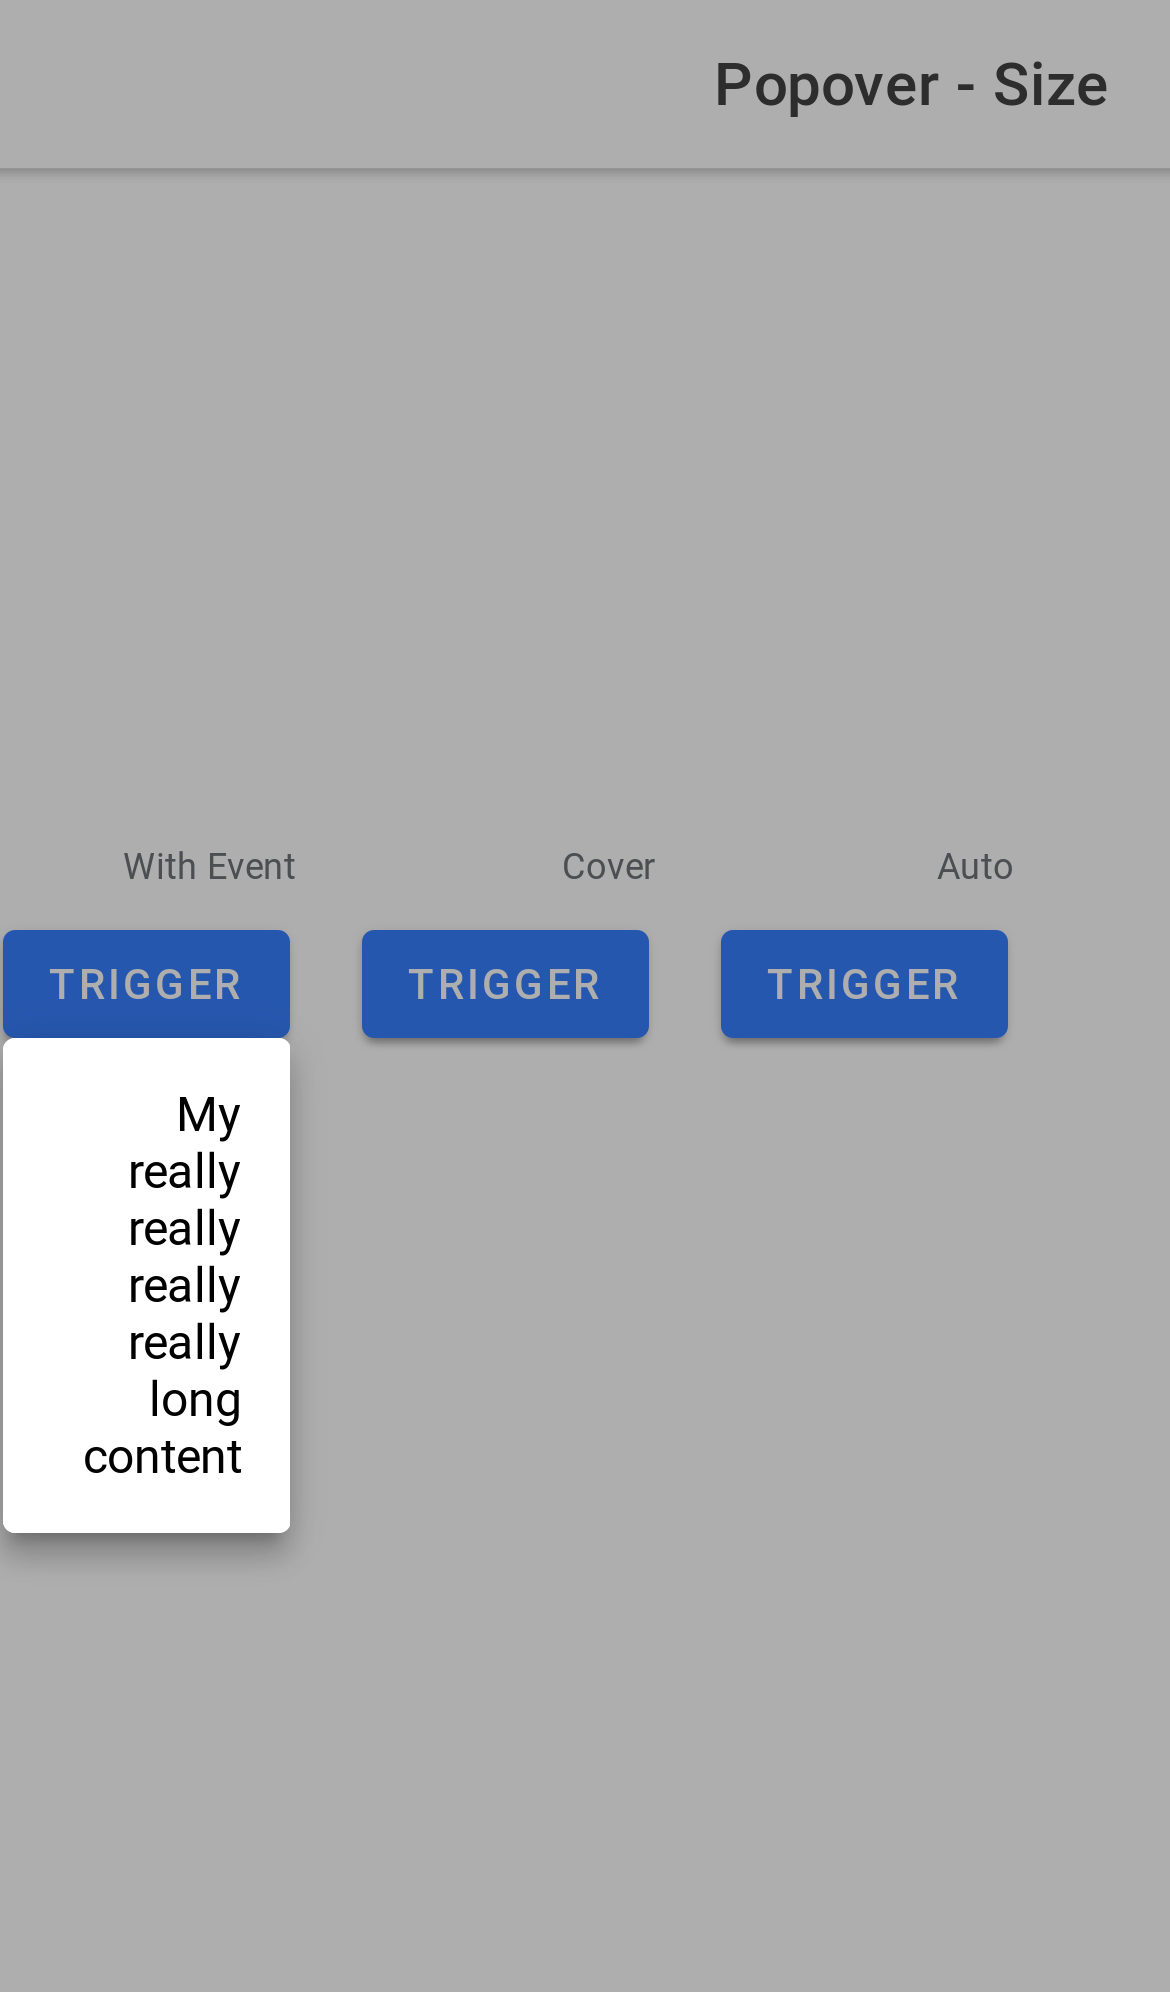 Popover - Size
With Event
Cover
Auto
TRIGGER
TRIGGER
TRIGGER
My
really
really
really
really
long
content